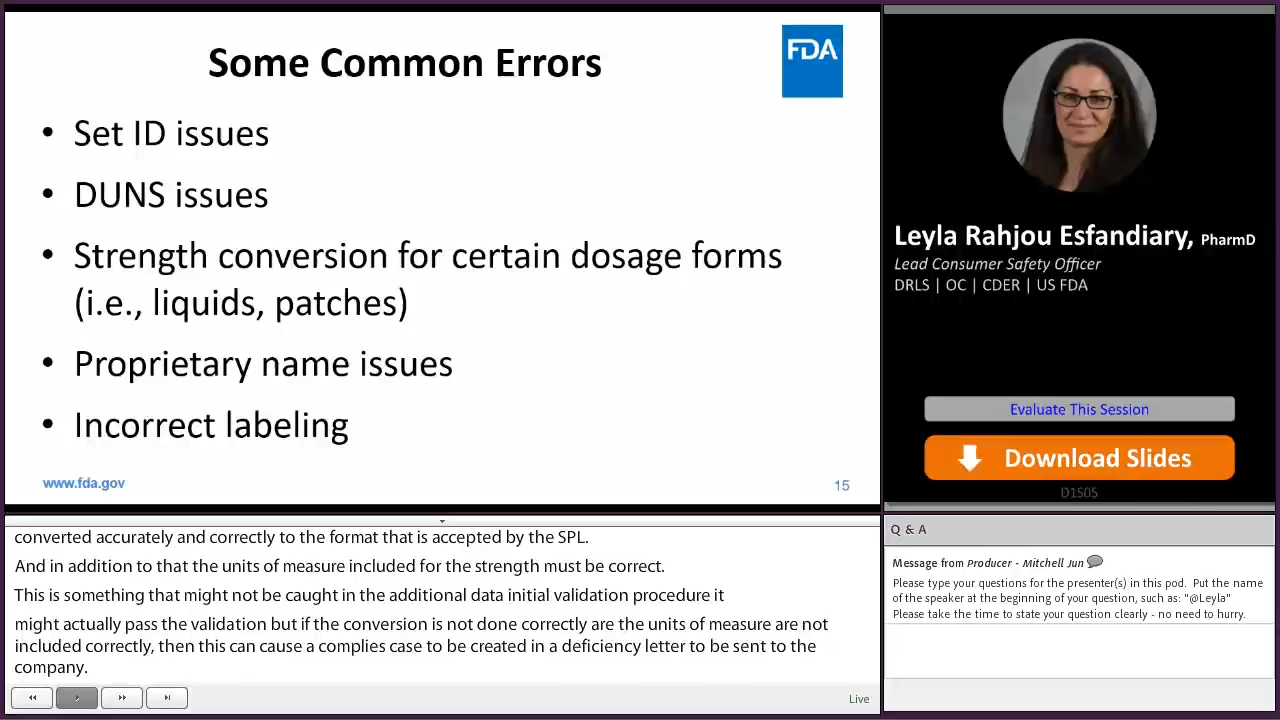 Some Common Errors
FDA
• Set ID issues
• DUNS issues
• Strength conversion for certain dosage forms
(i.e., liquids, patches)
• Proprietary name issues
• Incorrect labeling
www.fda.gov
15
Leyla Rahjou Esfandiary, PharmD
Lead Consumer Safety Officer
DRLS | OC | CDER | US FDA
Evaluate This Session
Download Slides
D1S05
converted accurately and correctly to the format that is accepted by the SPL.
And in addition to that the units of measure included for the strength must be correct.
This is something that might not be caught in the additional data initial validation procedure it
might actually pass the validation but if the conversion is not done correctly are the units of measure are not
included correctly, then this can cause a complies case to be created in a deficiency letter to be sent to the
company.
Live
Q & A
Message from Producer - Mitchell Jun
Please type your questions for the presenter(s) in this pod. Put the name
of the speaker at the beginning of your question, such as: "@Leyla"
Please take the time to state your question clearly - no need to hurry.